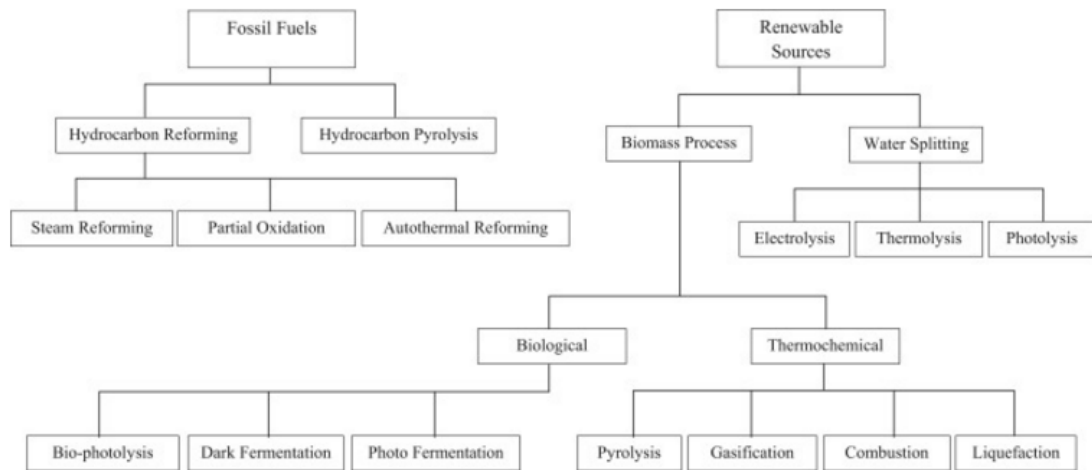 Fossil Fuels
Renewable
Sources
Hydrocarbon Reforming
Hydrocarbon Pyrolysis
Biomass Process
Water Splitting
Steam Reforming
Partial Oxidation
Autothermal Reforming
Electrolysis
Thermolysis
Photolysis
Biological
Thermochemical
Bio-photolysis
Dark Fermentation
Photo Fermentation
Pyrolysis
Gasification
Combustion
Liquefaction